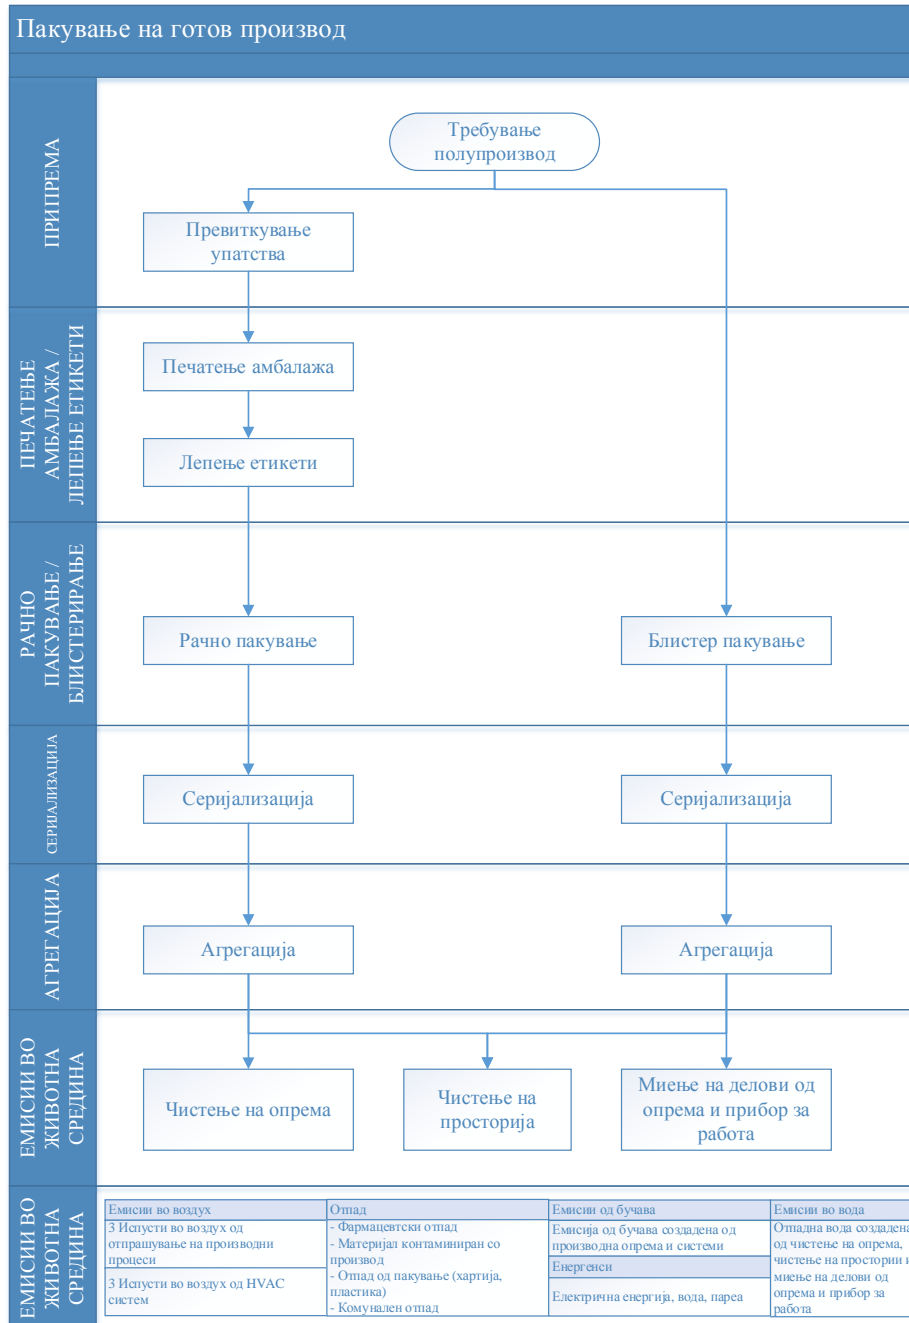 Пакување на готов производ
ПРИПРЕМА
Требување
полупроизвод
Превиткување
упатства
ПЕЧАТЕЊЕ
АМБАЛАЖА /
ЛЕПЕЊЕ ЕТИКЕТИ
Печатење амбалажа
Лепење етикети
РАЧНО
ПАКУВАЊЕ /
БЛИСТЕРИРАЊЕ
Рачно пакување
Блистер пакување
СЕРИЈАЛИЗАЦИЈА
Серијализација
Серијализација
АГРЕГАЦИЈА
Агрегација
Агрегација
ЕМИСИИ ВО
ЖИВОТНА
СРЕДИНА
Чистење на опрема
Чистење на
просторија
Миење на делови од
опрема и прибор за
работа
ЕМИСИИ ВО
ЖИВОТНА
СРЕДИНА
Емисии во воздух
3 Испусти во воздух од
отпрашување на производни
процеси
3 Испусти во воздух од HVAC
систем
Отпад
- Фармацевтски отпад
- Материјал контаминиран со
производ
- Отпад од пакување (хартија,
пластика)
- Комунален отпад
Емисии од бучава
Емисија од бучава создадена од
производна опрема и системи
Енергенси
Електрична енергија, вода, пареа
Емисии во вода
Отпадна вода создадена
од чистење на опрема,
чистење на простории и
миење на делови од
опрема и прибор за
работа